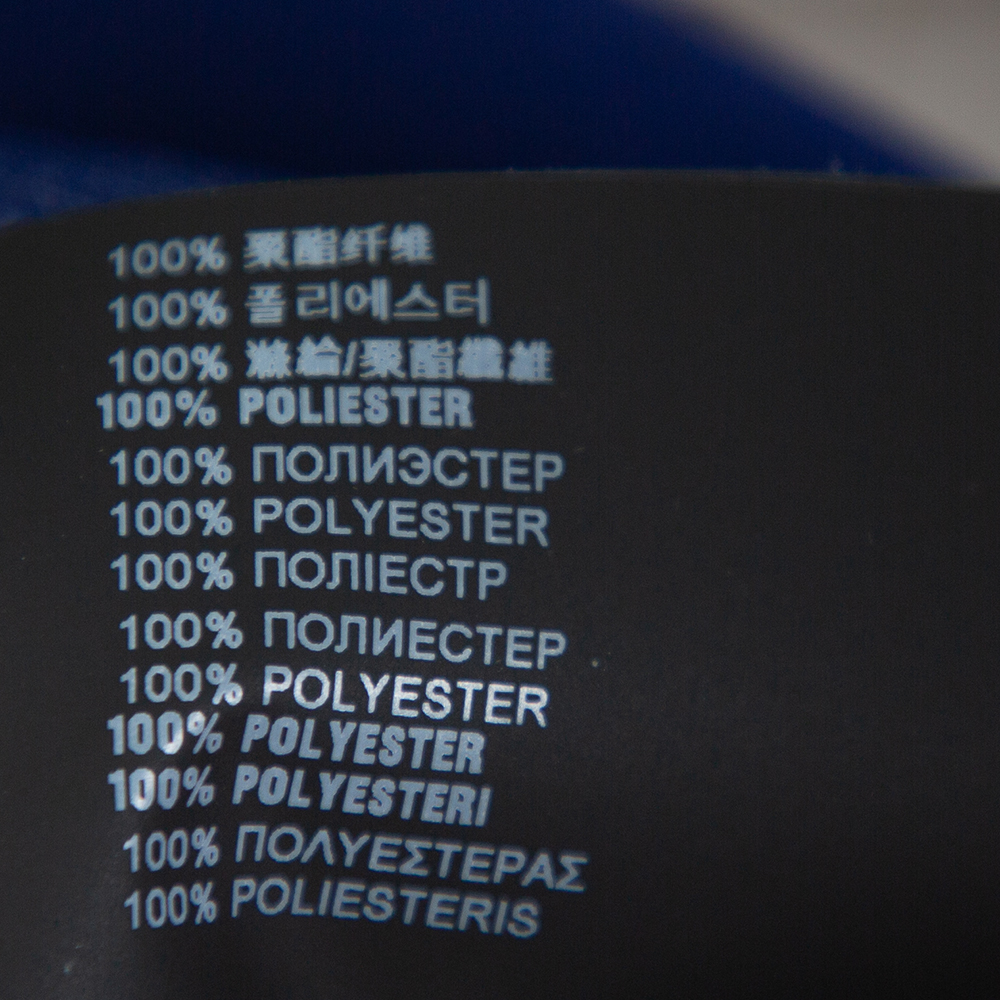 100% 聚酯纤维
100% 폴리에스터
100% 滌綸/聚酯纖維
100% POLIESTER
100% ПОЛИЭСТЕР
100% POLYESTER
100% ПОЛІЕСТР
100% ПОЛИЕСТЕР
100% POLYESTER
100% POLYESTER
100% POLYESTERI
100% ΠΟΛΥΕΣΤΕΡΑΣ
100% POLIESTERIS